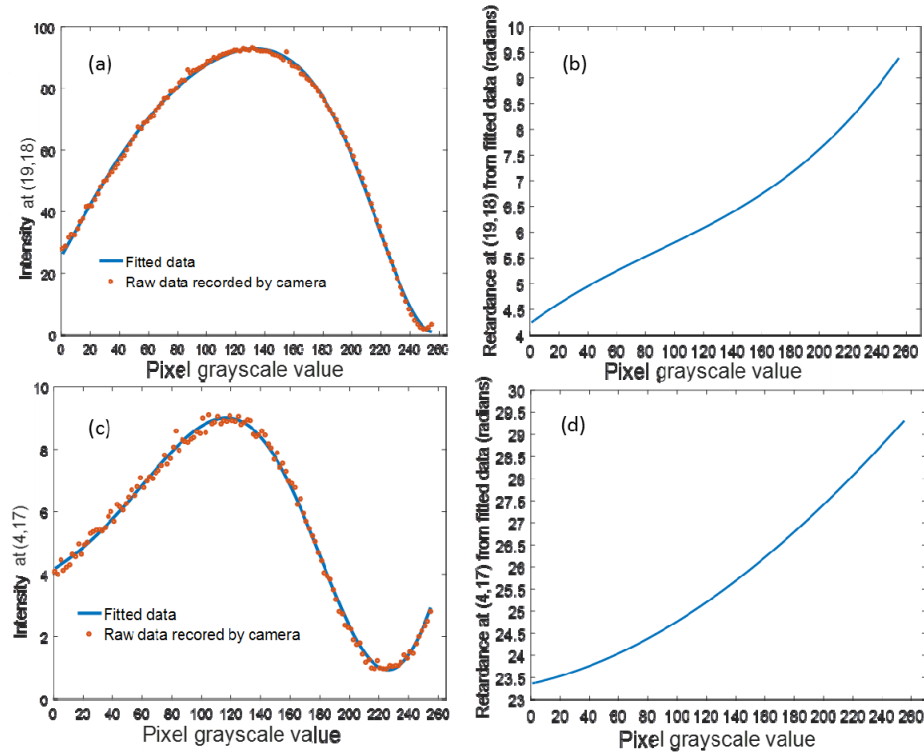 (a)
Intensity at (19,18)
100
80
60
40
20
0
Fitted data
Raw data recorded by camera
0 20 40 60 80 100 120 140 160 180 200 220 240 260
Pixel grayscale value
(b)
Retardance at (19,18) from fitted data (radians)
10
9.5
9
8.5
8
7.5
7
6.5
6
5.5
5
4.5
4
0 20 40 60 80 100 120 140 160 180 200 220 240 260
Pixel grayscale value
(c)
Intensity at (4,17)
10
8
6
4
2
0
Fitted data
Raw data recored by camera
0 20 40 60 80 100 120 140 160 180 200 220 240 260
Pixel grayscale value
(d)
Retardance at (4,17) from fitted data (radians)
30
29.5
29
28.5
28
27.5
27
26.5
26
25.5
25
24.5
24
23.5
23
0 20 40 60 80 100 120 140 160 180 200 220 240 260
Pixel grayscale value